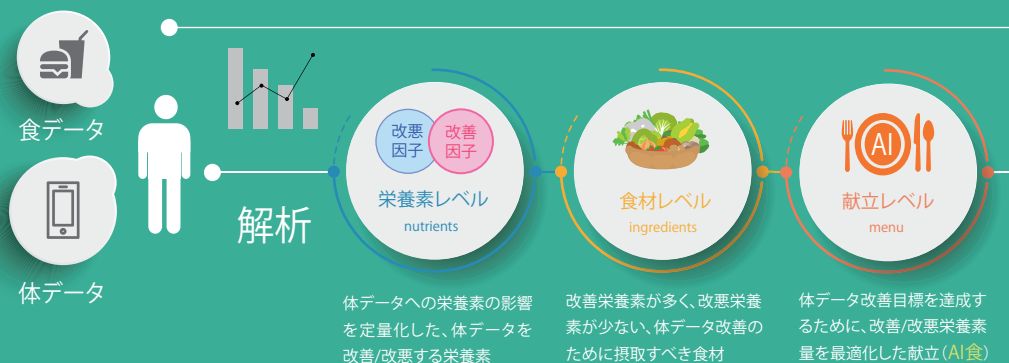 食データ
体データ
解析
改悪
因子
改善
因子
栄養素レベル
nutrients
体データへの栄養素の影響
を定量化した、体データを
改善/改悪する栄養素
食材レベル
ingredients
改善栄養素が多く、改悪栄養
素が少ない、体データ改善の
ために摂取すべき食材
AI
献立レベル
menu
体データ改善目標を達成す
るために、改善/改悪栄養素
量を最適化した献立(AI食)